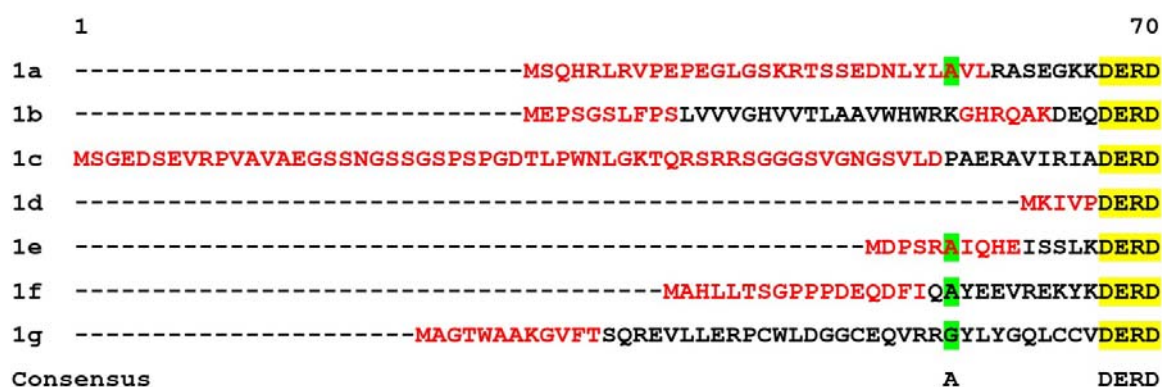 1 70
1a -----------------------------MSQHRLRVPEPEGLGSKRTSSEDNLYLAVLRASEGKKDERD
1b -----------------------------MEPSGSLFPSLVVVGHVVTLAAVWHWRKGHRQAKDEQDERD
1c MSGEDSEVRPVAVAEGSSNGSSGSPSPGDTLPWNLGKTQRSRRSGGGSVGNGSVLDPAERAVIRIADERD
1d -------------------------------------------------------------MKIVPDERD
1e ---------------------------------------------------MDPSRAIQHEISSLKDERD
1f --------------------------------------MAHLLTSGPPPDEQDFIQAYEEVREKYKDERD
1g ----------------------MAGTWAAKGVFTSQREVLLERPCWLDGGCEQVRRGYLYGQLCCVDERD
Consensus A DERD